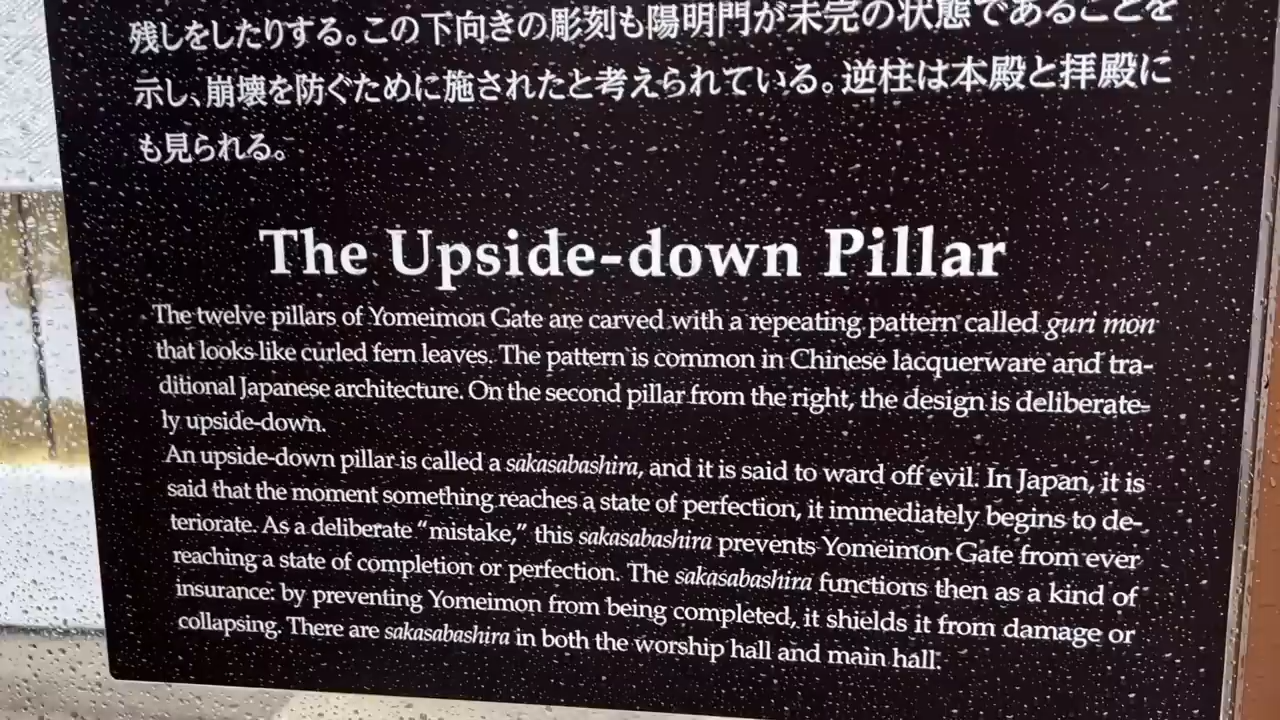 残しをしたりする。この下向きの彫刻も陽明門が未完の状態であることを
示し、崩壊を防ぐために施されたと考えられている。逆柱は本殿と拝殿に
も見られる。
The Upside-down Pillar
The twelve pillars of Yomeimon Gate are carved with a repeating pattern called guri mon
that looks like curled fern leaves. The pattern is common in Chinese lacquerware and tra-
ditional Japanese architecture. On the second pillar from the right, the design is deliberate-
ly upside-down.
An upside-down pillar is called a sakasabashira, and it is said to ward off evil. In Japan, it is
said that the moment something reaches a state of perfection, it immediately begins to de-
teriorate. As a deliberate “mistake,” this sakasabashira prevents Yomeimon Gate from ever
reaching a state of completion or perfection. The sakasabashira functions then as a kind of
insurance: by preventing Yomeimon from being completed, it shields it from damage or
collapsing. There are sakasabashira in both the worship hall and main hall.